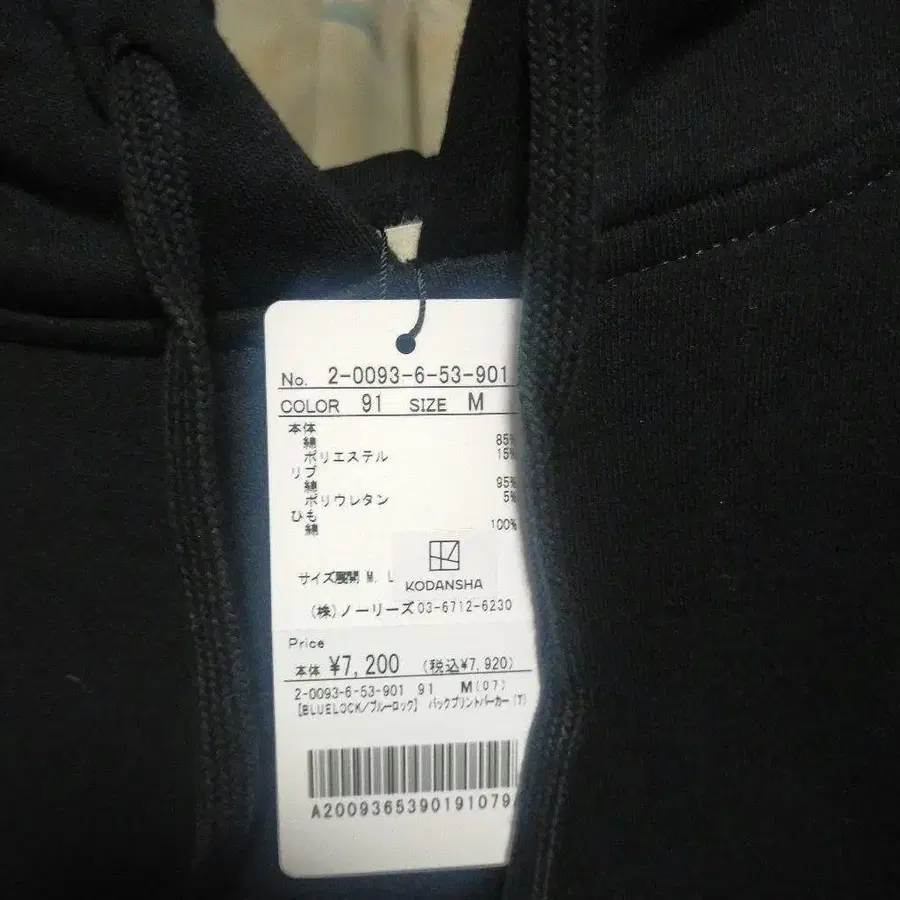 No. 2-0093-6-53-901
COLOR 91 SIZE M
本体
綿 85%
ポリエステル 15%
リブ
綿 95%
ポリウレタン 5%
ひも
綿 100%
サイズ展開 M, L
KODANSHA
(株)ノーリーズ 03-6712-6230
Price
本体 ¥7,200 (税込¥7,920)
2-0093-6-53-901 91 M(07)
【BLUELOCK/ブルーロック】 バックプリントパーカー(T)
A2009365390191079